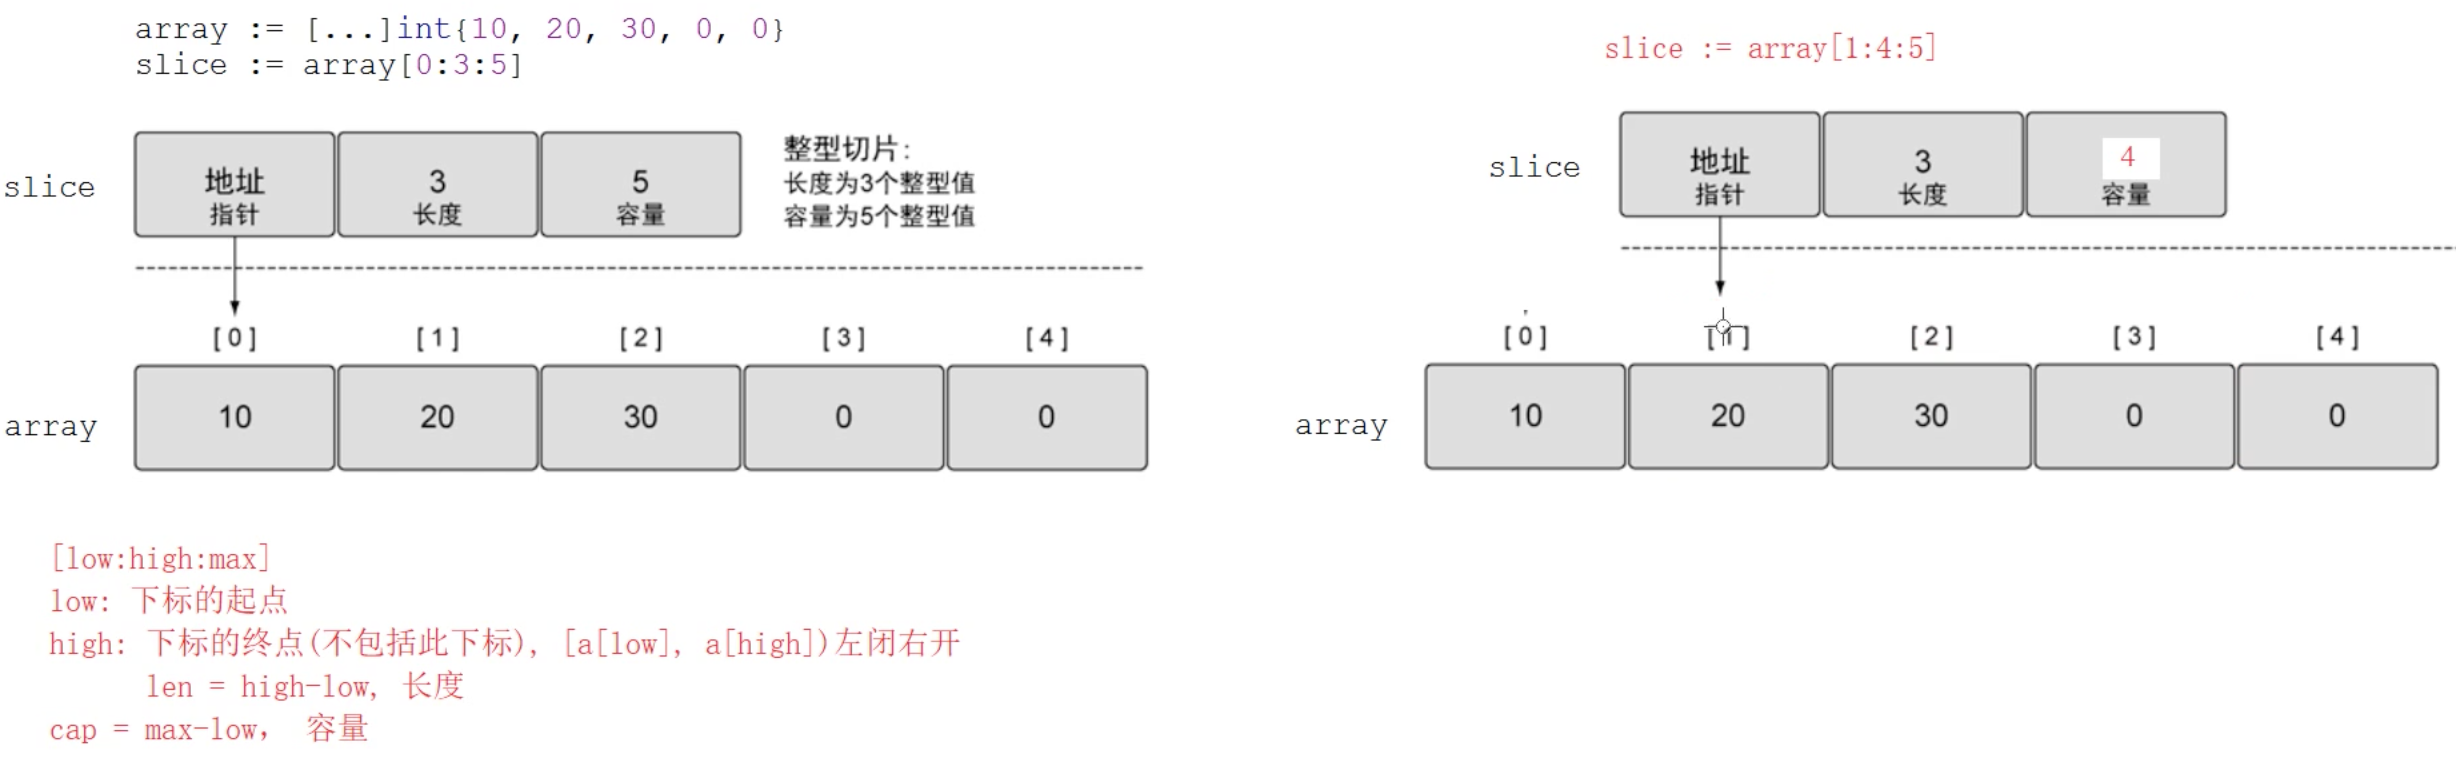 array := [...]int{10, 20, 30, 0, 0}
slice := array[0:3:5]
slice
地址
指针
3
长度
5
容量
整型切片:
长度为3个整型值
容量为5个整型值
[0] [1] [2] [3] [4]
array
10 20 30 0 0
[low:high:max]
low: 下标的起点
high: 下标的终点(不包括此下标), [a[low], a[high])左闭右开
len = high-low, 长度
cap = max-low, 容量
slice := array[1:4:5]
slice
地址
指针
3
长度
4
容量
[0] [1] [2] [3] [4]
array
10 20 30 0 0